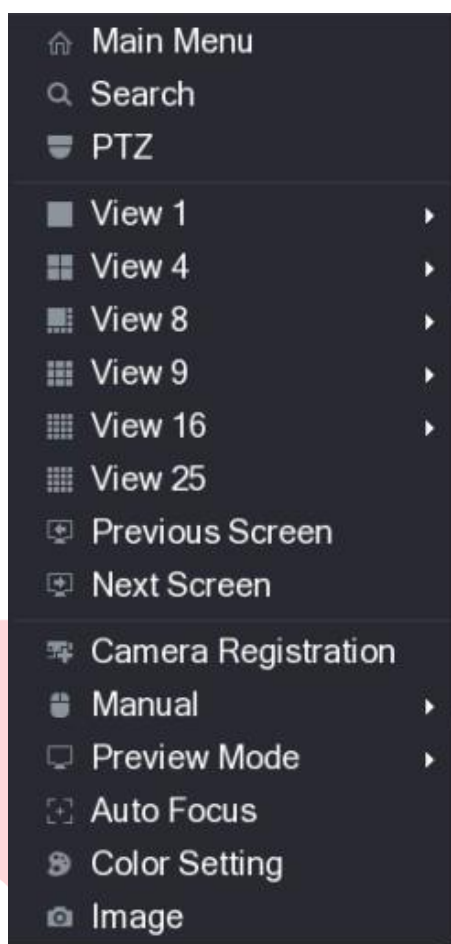 Main Menu
Search
PTZ
View 1
View 4
View 8
View 9
View 16
View 25
Previous Screen
Next Screen
Camera Registration
Manual
Preview Mode
Auto Focus
Color Setting
Image